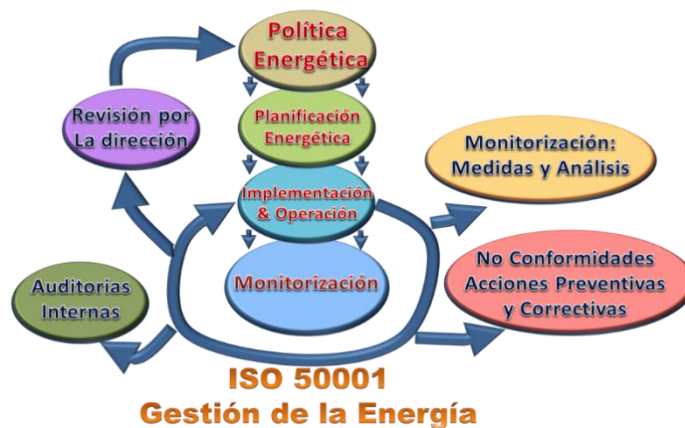 Política
Energética
Revisión por
La dirección
Planificación
Energética
Monitorización:
Medidas y Análisis
Implementación
& Operación
No Conformidades
Acciones Preventivas
y Correctivas
Auditorias
Internas
Monitorización
ISO 50001
Gestión de la Energía